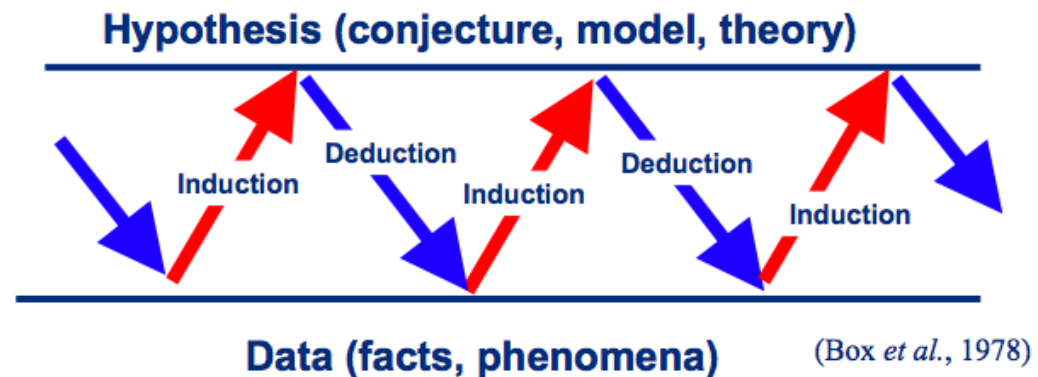 Hypothesis (conjecture, model, theory)
Deduction
Induction
Deduction
Induction
Induction
Data (facts, phenomena)
(Box et al., 1978)